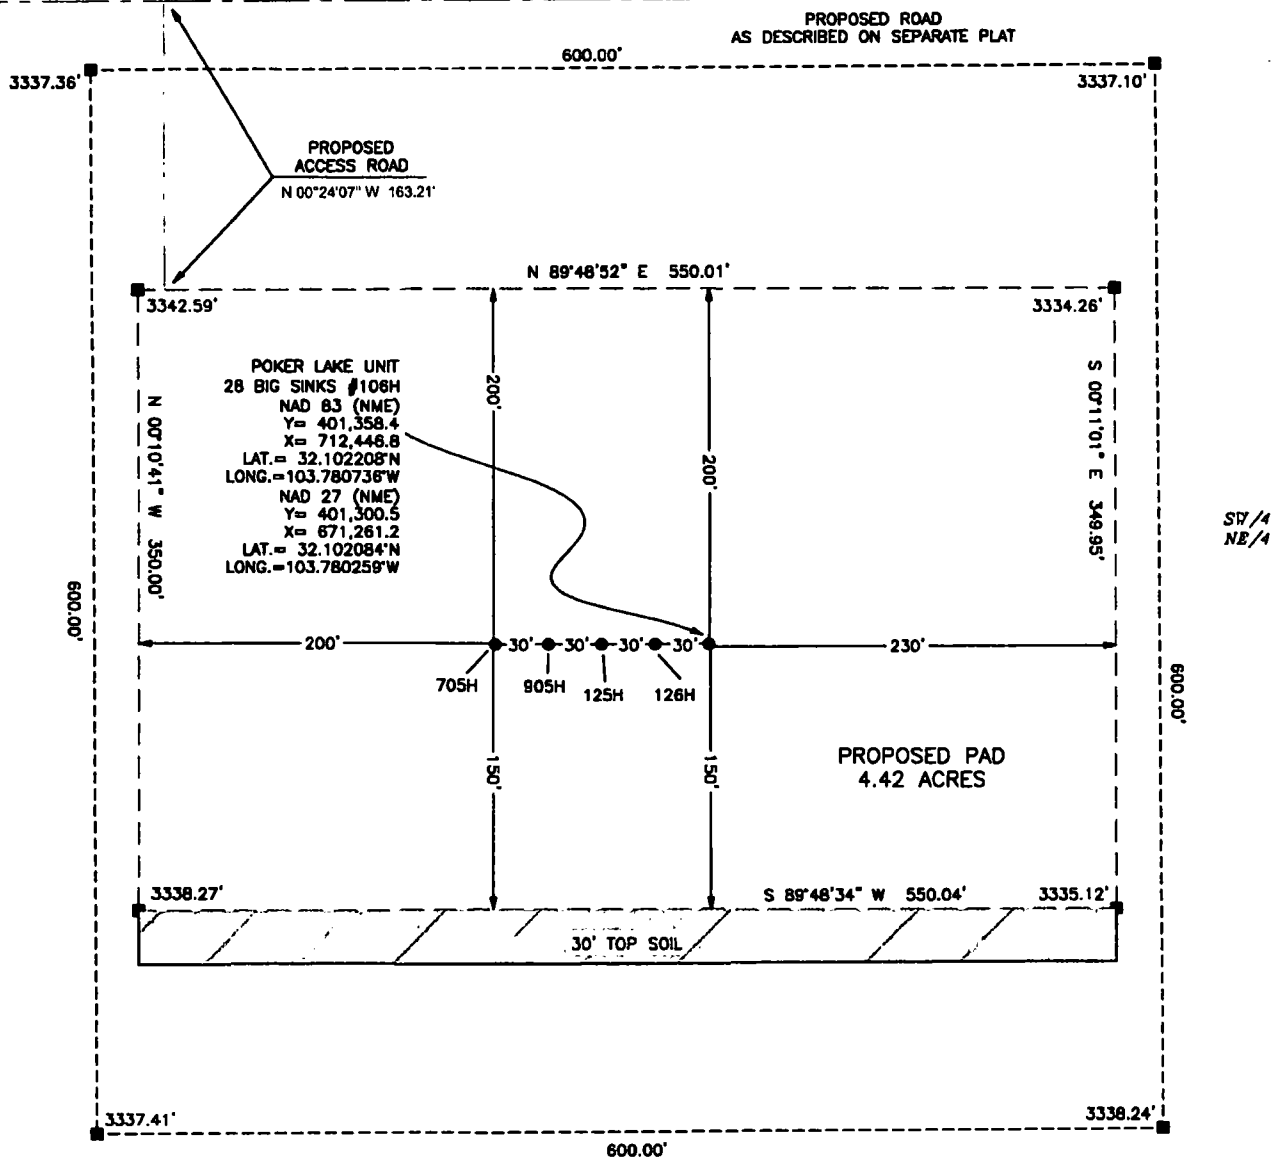 PROPOSED ROAD
AS DESCRIBED ON SEPARATE PLAT
600.00'
3337.36'
3337.10'
PROPOSED
ACCESS ROAD
N 00°24'07" W 163.21'
N 89°48'52" E 550.01'
3342.59'
3334.26'
POKER LAKE UNIT
28 BIG SINKS #106H
NAD 83 (NME)
Y= 401,358.4
X= 712,446.8
LAT.= 32.102208°N
LONG.=103.780736°W
NAD 27 (NME)
Y= 401,300.5
X= 671,261.2
LAT.= 32.102084°N
LONG.=103.780259°W
N 00°10'41" W 350.00'
200'
200'
S 00°11'01" E 349.95'
SW/4
NE/4
600.00'
200'
30'
30'
30'
30'
230'
705H
905H
125H
126H
600.00'
150'
150'
PROPOSED PAD
4.42 ACRES
3338.27'
S 89°48'34" W 550.04'
3335.12'
30' TOP SOIL
3337.41'
3338.24'
600.00'